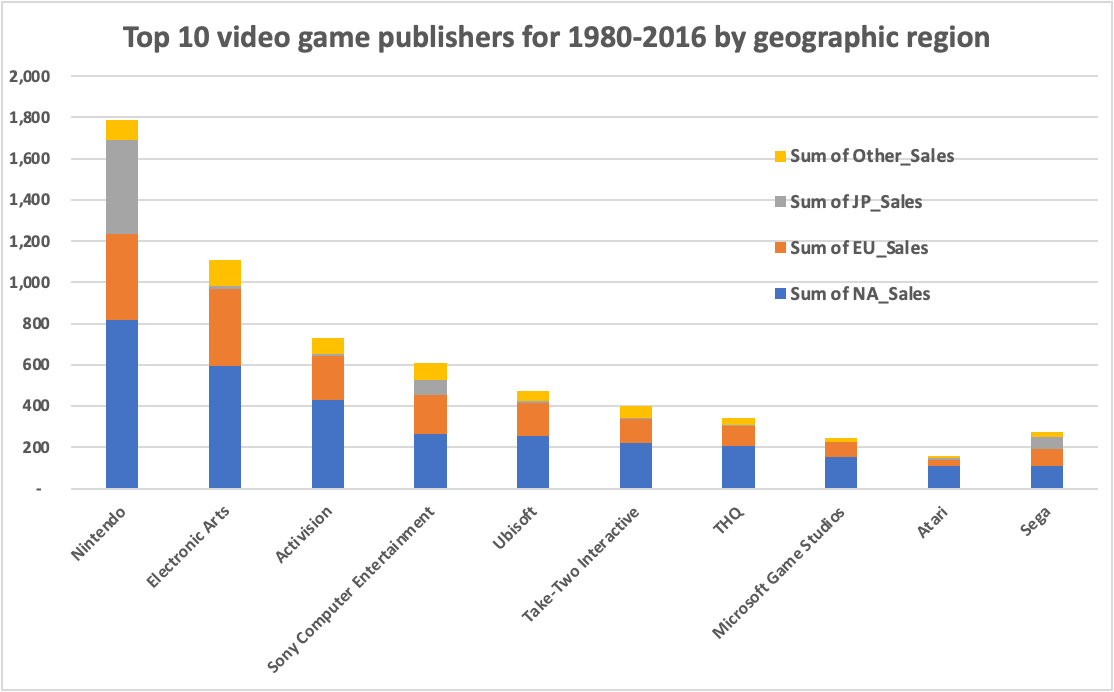 Top 10 video game publishers for 1980-2016 by geographic region
2,000
1,800
1,600
1,400
1,200
1,000
800
600
400
200
-
Sum of Other_Sales
Sum of JP_Sales
Sum of EU_Sales
Sum of NA_Sales
Nintendo
Electronic Arts
Activision
Sony Computer Entertainment
Ubisoft
Take-Two Interactive
THQ
Microsoft Game Studios
Atari
Sega